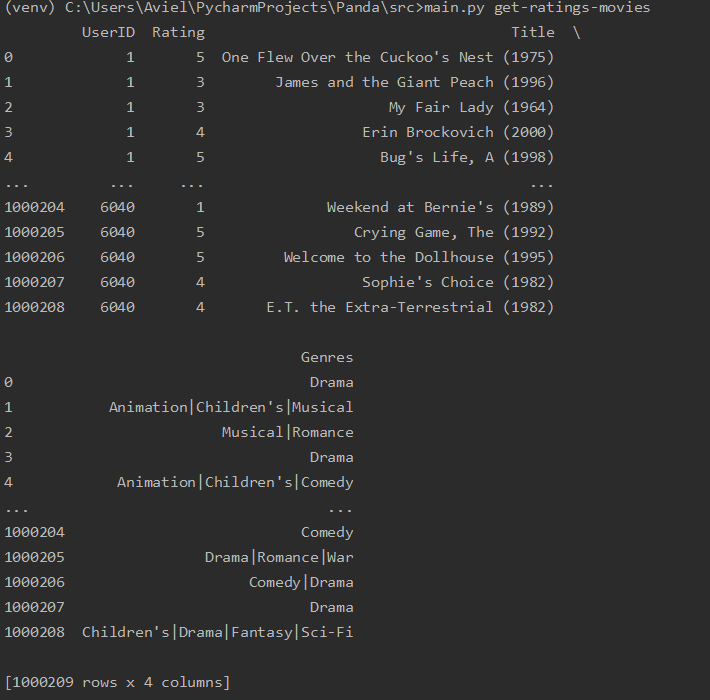 (venv) C:\Users\Aviel\PycharmProjects\Panda\src>main.py get-ratings-movies
         UserID  Rating                                   Title  \
0             1       5  One Flew Over the Cuckoo's Nest (1975)
1             1       3        James and the Giant Peach (1996)
2             1       3                     My Fair Lady (1964)
3             1       4                  Erin Brockovich (2000)
4             1       5                    Bug's Life, A (1998)
...         ...     ...                                     ...
1000204    6040       1              Weekend at Bernie's (1989)
1000205    6040       5                 Crying Game, The (1992)
1000206    6040       5         Welcome to the Dollhouse (1995)
1000207    6040       4                  Sophie's Choice (1982)
1000208    6040       4       E.T. the Extra-Terrestrial (1982)
                                  Genres
0                                  Drama
1           Animation|Children's|Musical
2                        Musical|Romance
3                                  Drama
4            Animation|Children's|Comedy
...                                  ...
1000204                           Comedy
1000205                Drama|Romance|War
1000206                     Comedy|Drama
1000207                            Drama
1000208  Children's|Drama|Fantasy|Sci-Fi
[1000209 rows x 4 columns]